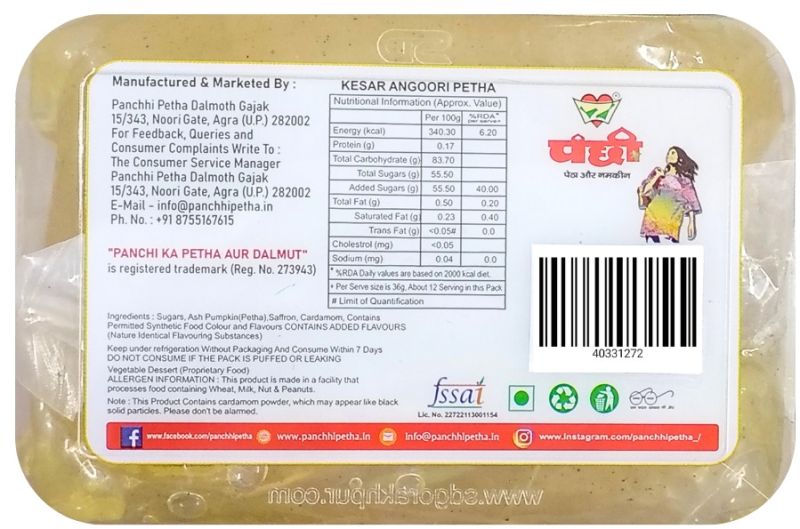 Manufactured & Marketed By :
Panchhi Petha Dalmoth Gajak
15/343, Noori Gate, Agra (U.P.) 282002
For Feedback, Queries and
Consumer Complaints Write To :
The Consumer Service Manager
Panchhi Petha Dalmoth Gajak
15/343, Noori Gate, Agra (U.P.) 282002
E-Mail - info@panchhipetha.in
Ph. No. : +91 8755167615
"PANCHI KA PETHA AUR DALMUT"
is registered trademark (Reg. No. 273943)
KESAR ANGOORI PETHA
Nutritional Information (Approx. Value)
Per 100g %RDA* per serve+
Energy (kcal) 340.30 6.20
Protein (g) 0.17
Total Carbohydrate (g) 83.70
Total Sugars (g) 55.50
Added Sugars (g) 55.50 40.00
Total Fat (g) 0.50 0.20
Saturated Fat (g) 0.23 0.40
Trans Fat (g) <0.05# 0.0
Cholestrol (mg) <0.05
Sodium (mg) 0.04 0.0
* %RDA Daily values are based on 2000 kcal diet.
+ Per Serve size is 36g, About 12 Serving in this Pack
# Limit of Quantification
पंछी
पेठा और नमकीन
40331272
Ingredients : Sugars, Ash Pumpkin(Petha),Saffron, Cardamom, Contains
Permitted Synthetic Food Colour and Flavours CONTAINS ADDED FLAVOURS
(Nature Identical Flavouring Substances)
Keep under refrigeration Without Packaging And Consume Within 7 Days
DO NOT CONSUME IF THE PACK IS PUFFED OR LEAKING
Vegetable Dessert (Proprietary Food)
ALLERGEN INFORMATION : This product is made in a facility that
processes food containing Wheat, Milk, Nut & Peanuts.
Note : This Product Contains cardamom powder, which may appear like black
solid particles. Please don't be alarmed.
fssai
Lic. No. 22722113001154
www.facebook.com/panchhipetha www.panchhipetha.in info@panchhipetha.in www.instagram.com/panchhipetha_/
www.sdgorakhpur.com